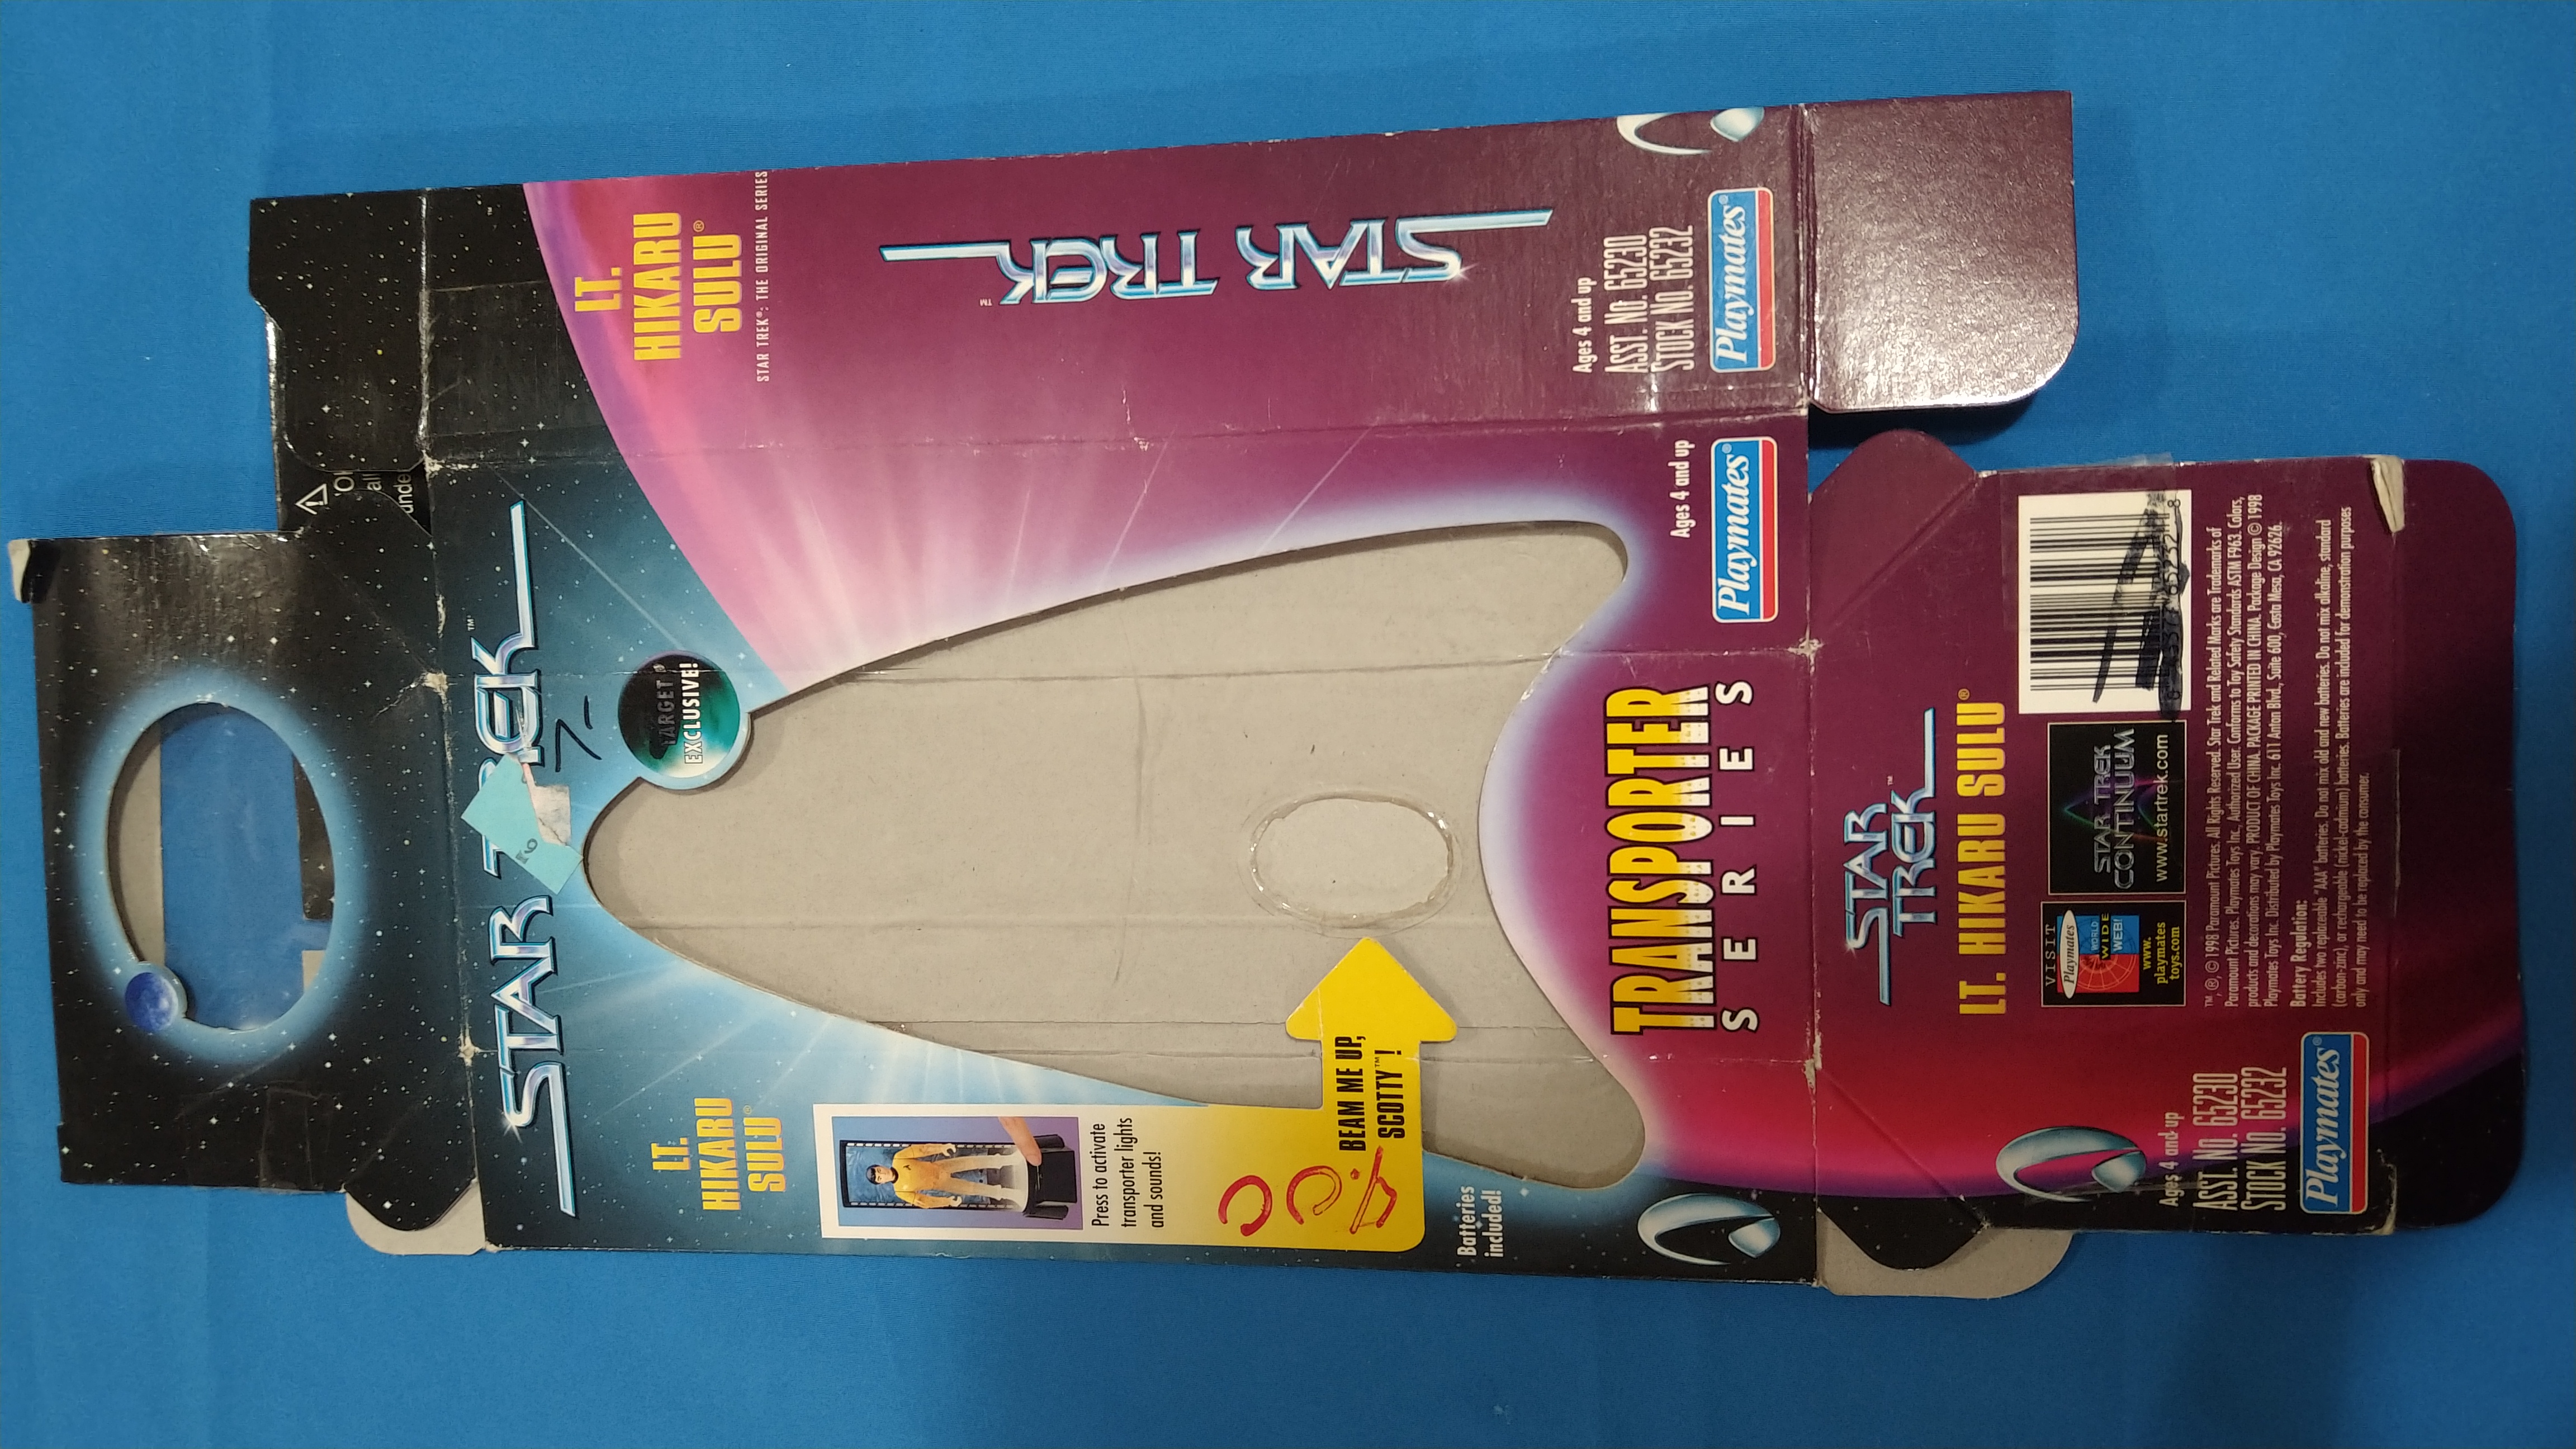 ⚠
STAR TREK™
7-
TARGET
EXCLUSIVE!
LT.
HIKARU
SULU®
Press to activate
transporter lights
and sounds!
4.00
BEAM ME UP,
SCOTTY™!
Batteries
included!
TRANSPORTER
SERIES
Ages 4 and up
Playmates®
™
LT.
HIKARU
SULU®
STAR TREK®: THE ORIGINAL SERIES
STAR TREK™
Ages 4 and up
ASST. NO. 65230
STOCK NO. 65232
Playmates®
STAR
TREK™
LT. HIKARU SULU®
VISIT
Playmates
WORLD
WIDE
WEB!
www.
playmates
toys.com
STAR TREK
CONTINUUM
www.startrek.com
65232 8
Ages 4 and up
ASST. NO. 65230
STOCK NO. 65232
Playmates®
™, ®, © 1998 Paramount Pictures. All Rights Reserved. Star Trek and Related Marks are Trademarks of
Paramount Pictures. Playmates Toys Inc., Authorized User. Conforms to Toy Safety Standards ASTM F963. Colors,
products and decorations may vary. PRODUCT OF CHINA. PACKAGE PRINTED IN CHINA. Package Design © 1998
Playmates Toys Inc. Distributed by Playmates Toys Inc. 611 Anton Blvd., Suite 600, Costa Mesa, CA 92626.
Battery Regulation:
Includes two replaceable "AAA" batteries. Do not mix old and new batteries. Do not mix alkaline, standard
(carbon-zinc), or rechargeable (nickel-cadmium) batteries. Batteries are included for demonstration purposes
only and may need to be replaced by the consumer.